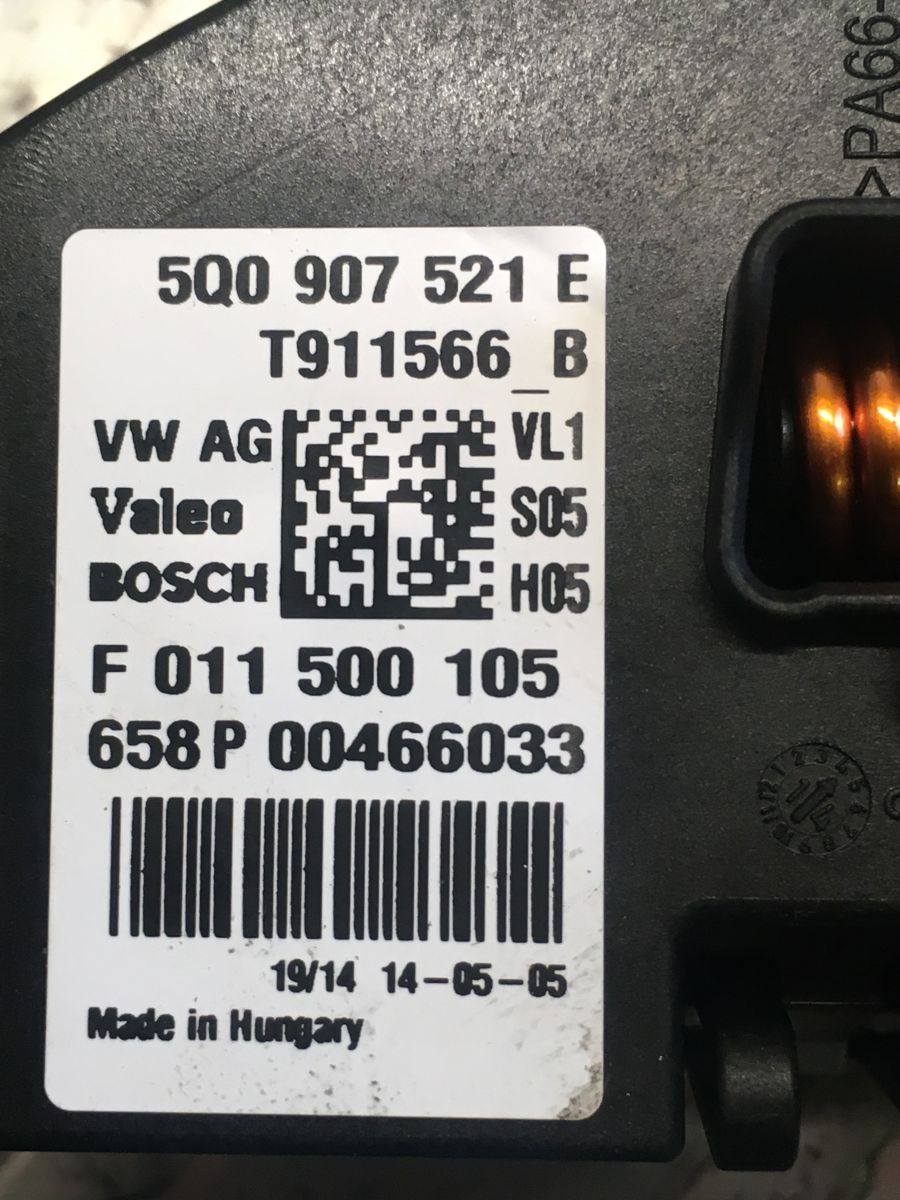 >PA66-
5Q0 907 521 E
T911566_B
VW AG VL1
Valeo S05
BOSCH H05
F 011 500 105
658 P 00466033
19/14 14-05-05
Made in Hungary